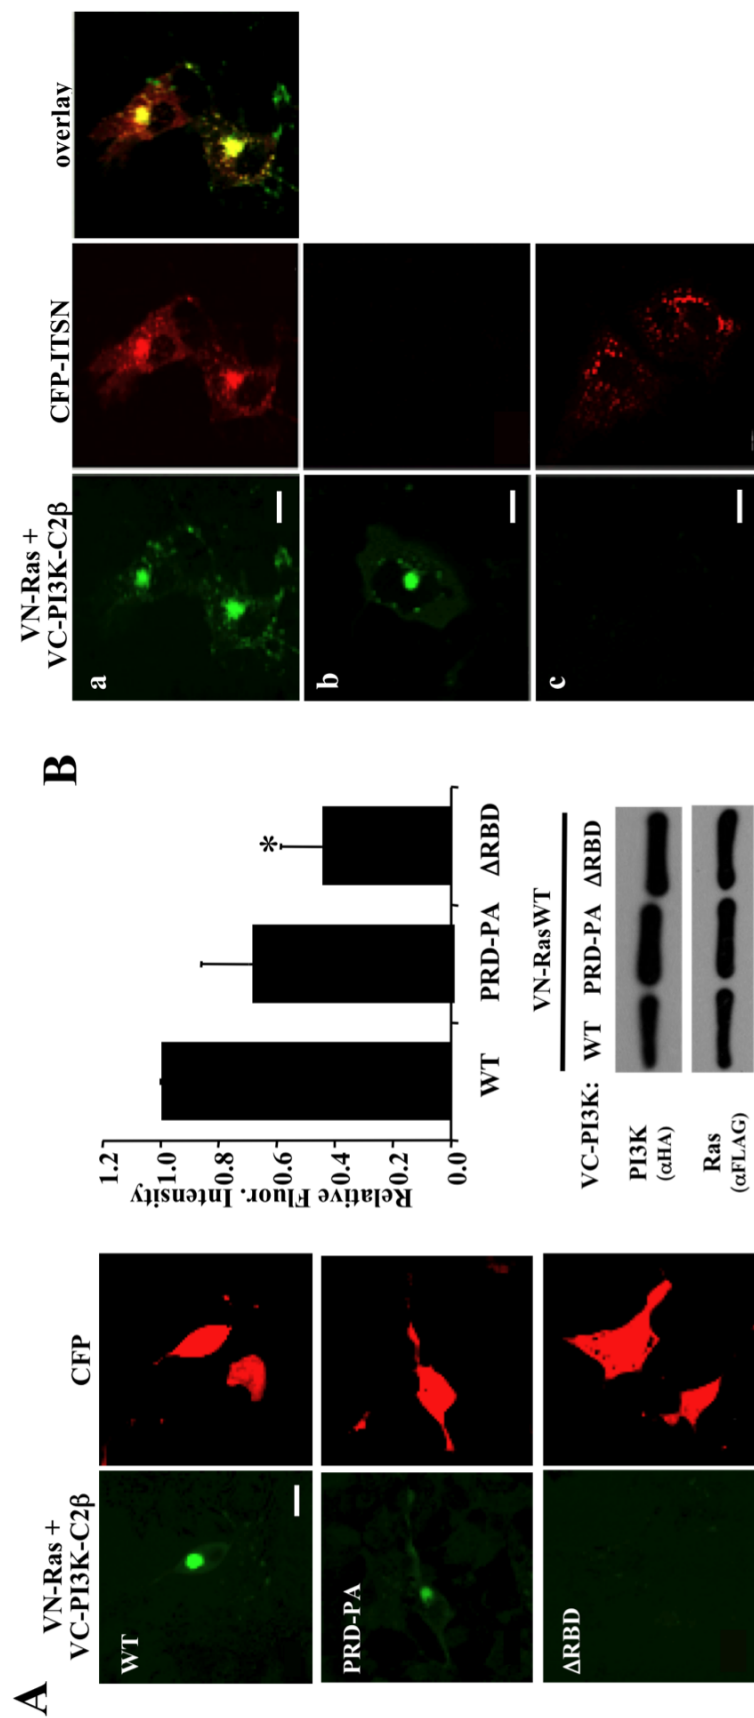 A
VN-Ras +
VC-PI3K-C2β
CFP
WT
PRD-PA
ΔRBD
Relative Fluor. Intensity
1.2
1.0
0.8
0.6
0.4
0.2
0.0
*
WT PRD-PA ΔRBD
VN-RasWT
VC-PI3K: WT PRD-PA ΔRBD
PI3K
(αHA)
Ras
(αFLAG)
B
VN-Ras +
VC-PI3K-C2β
CFP-ITSN
overlay
a
b
c